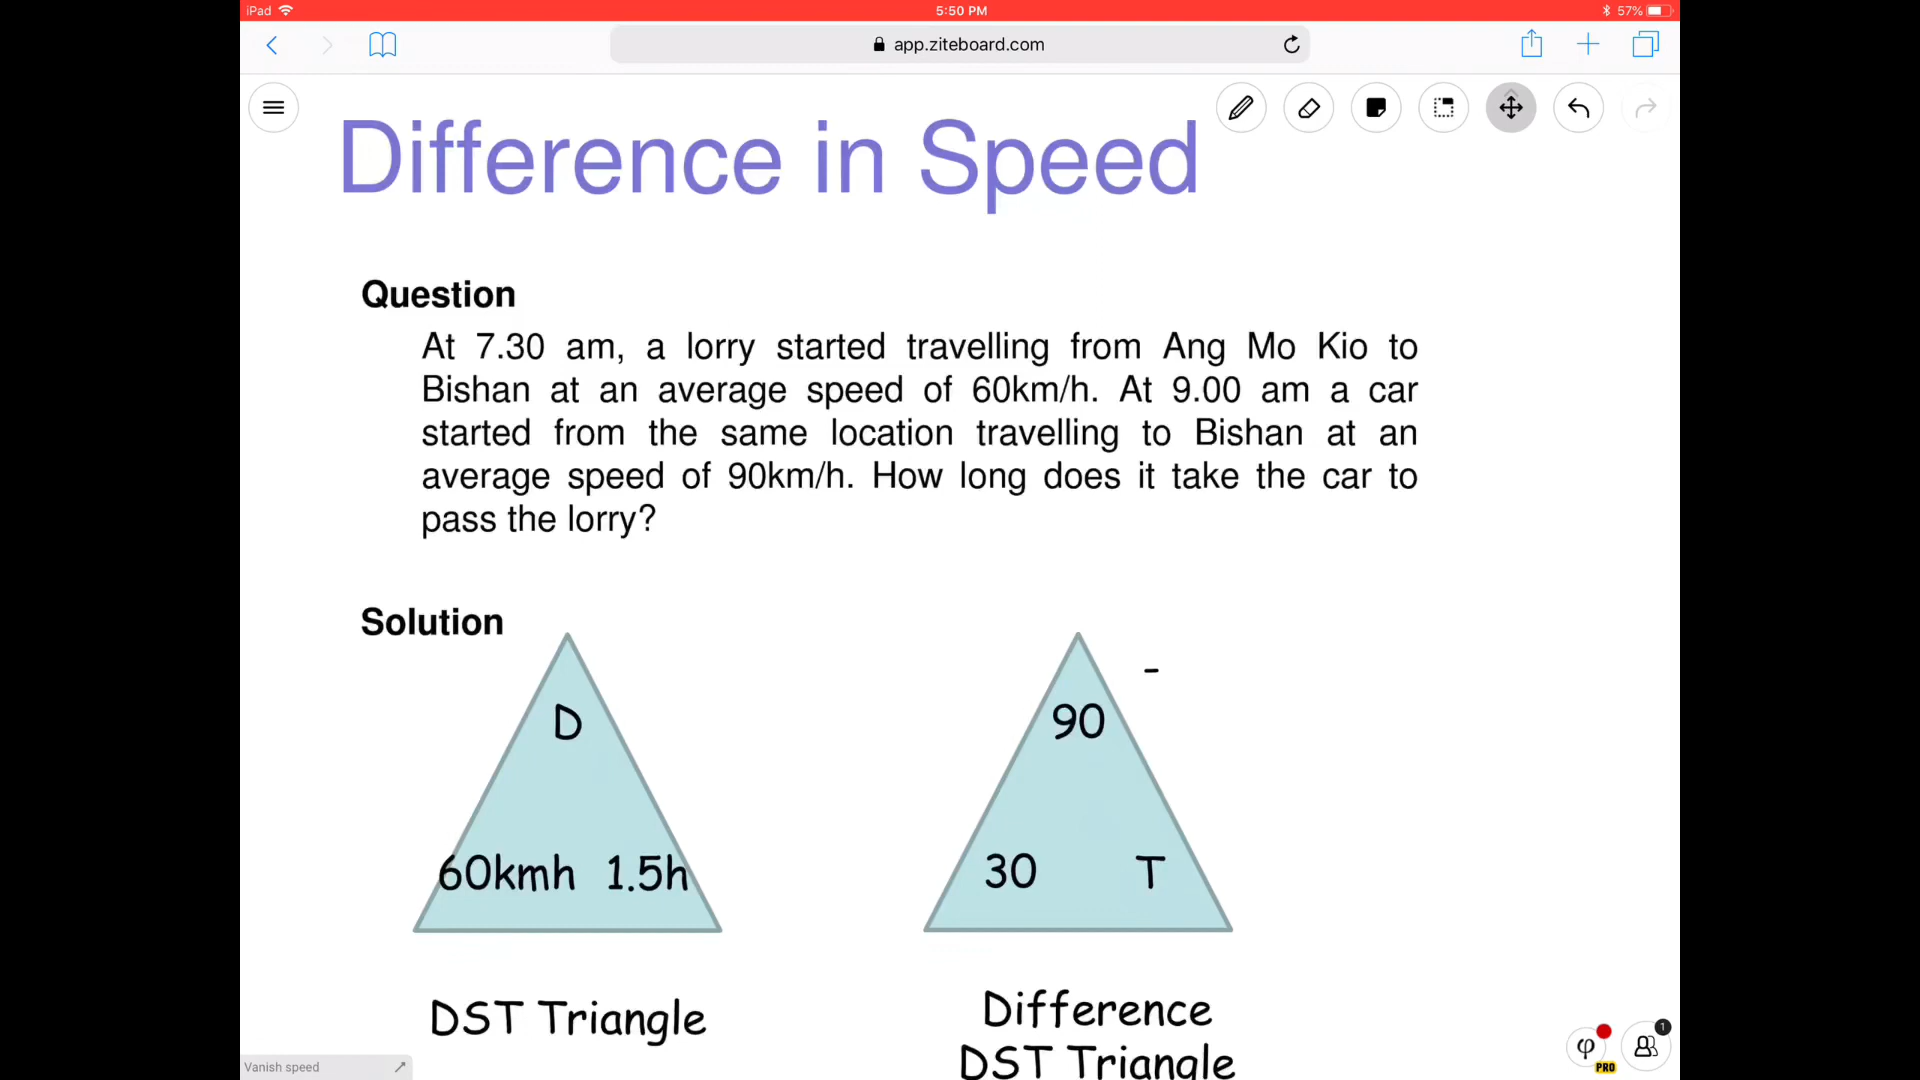 iPad
5:50 PM
57%
app.ziteboard.com
Difference in Speed
Question
At 7.30 am, a lorry started travelling from Ang Mo Kio to
Bishan at an average speed of 60km/h. At 9.00 am a car
started from the same location travelling to Bishan at an
average speed of 90km/h. How long does it take the car to
pass the lorry?
Solution
D
60kmh 1.5h
DST Triangle
-
90
30 T
Difference
DST Triangle
Vanish speed
φ
PRO
1